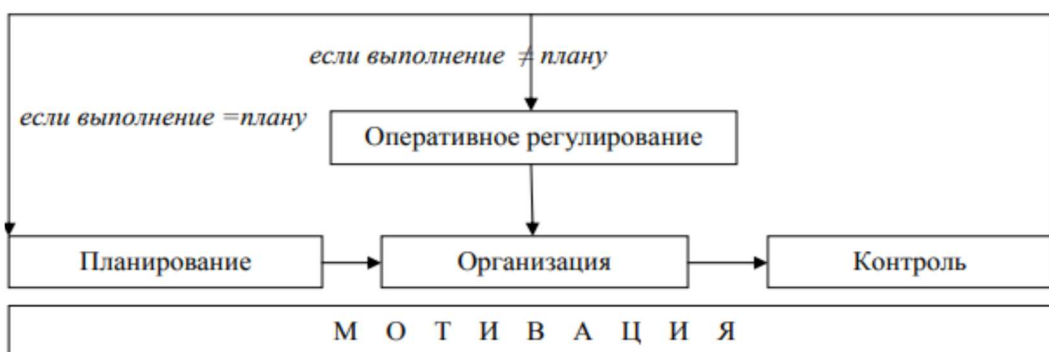 если выполнение ≠ плану
если выполнение =плану
Оперативное регулирование
Планирование
Организация
Контроль
М О Т И В А Ц И Я